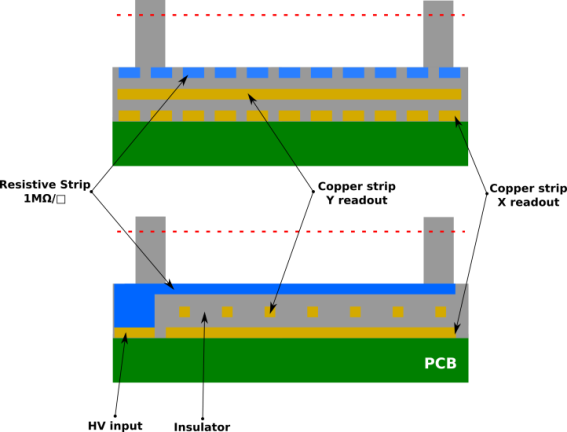 Resistive Strip
1MΩ/□
Copper strip
Y readout
Copper strip
X readout
PCB
HV input
Insulator